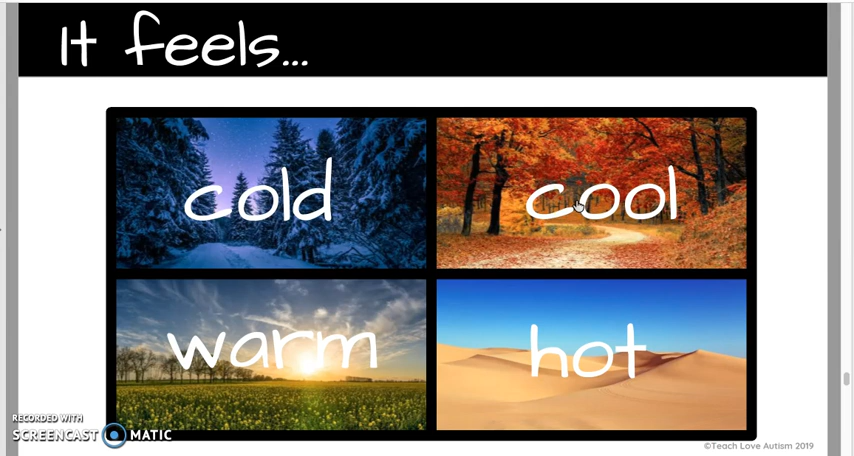 It feels...
cold
cool
warm
hot
RECORDED WITH
SCREENCAST MATIC
©Teach Love Autism 2019